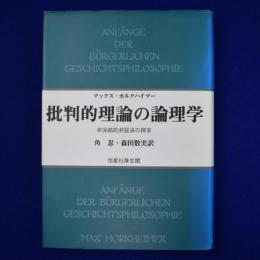 ANFÄNGE
DER
BÜRGERLICHEN
GESCHICHTSPHILOSOPHIE
マックス・ホルクハイマー
批判的理論の論理学
非完結的弁証法の探求
角 忍・森田数実訳
恒星社厚生閣
ANFÄNGE
DER BÜRGERLICHEN
GESCHICHTSPHILOSOPHIE
MAX HORKHEIMER